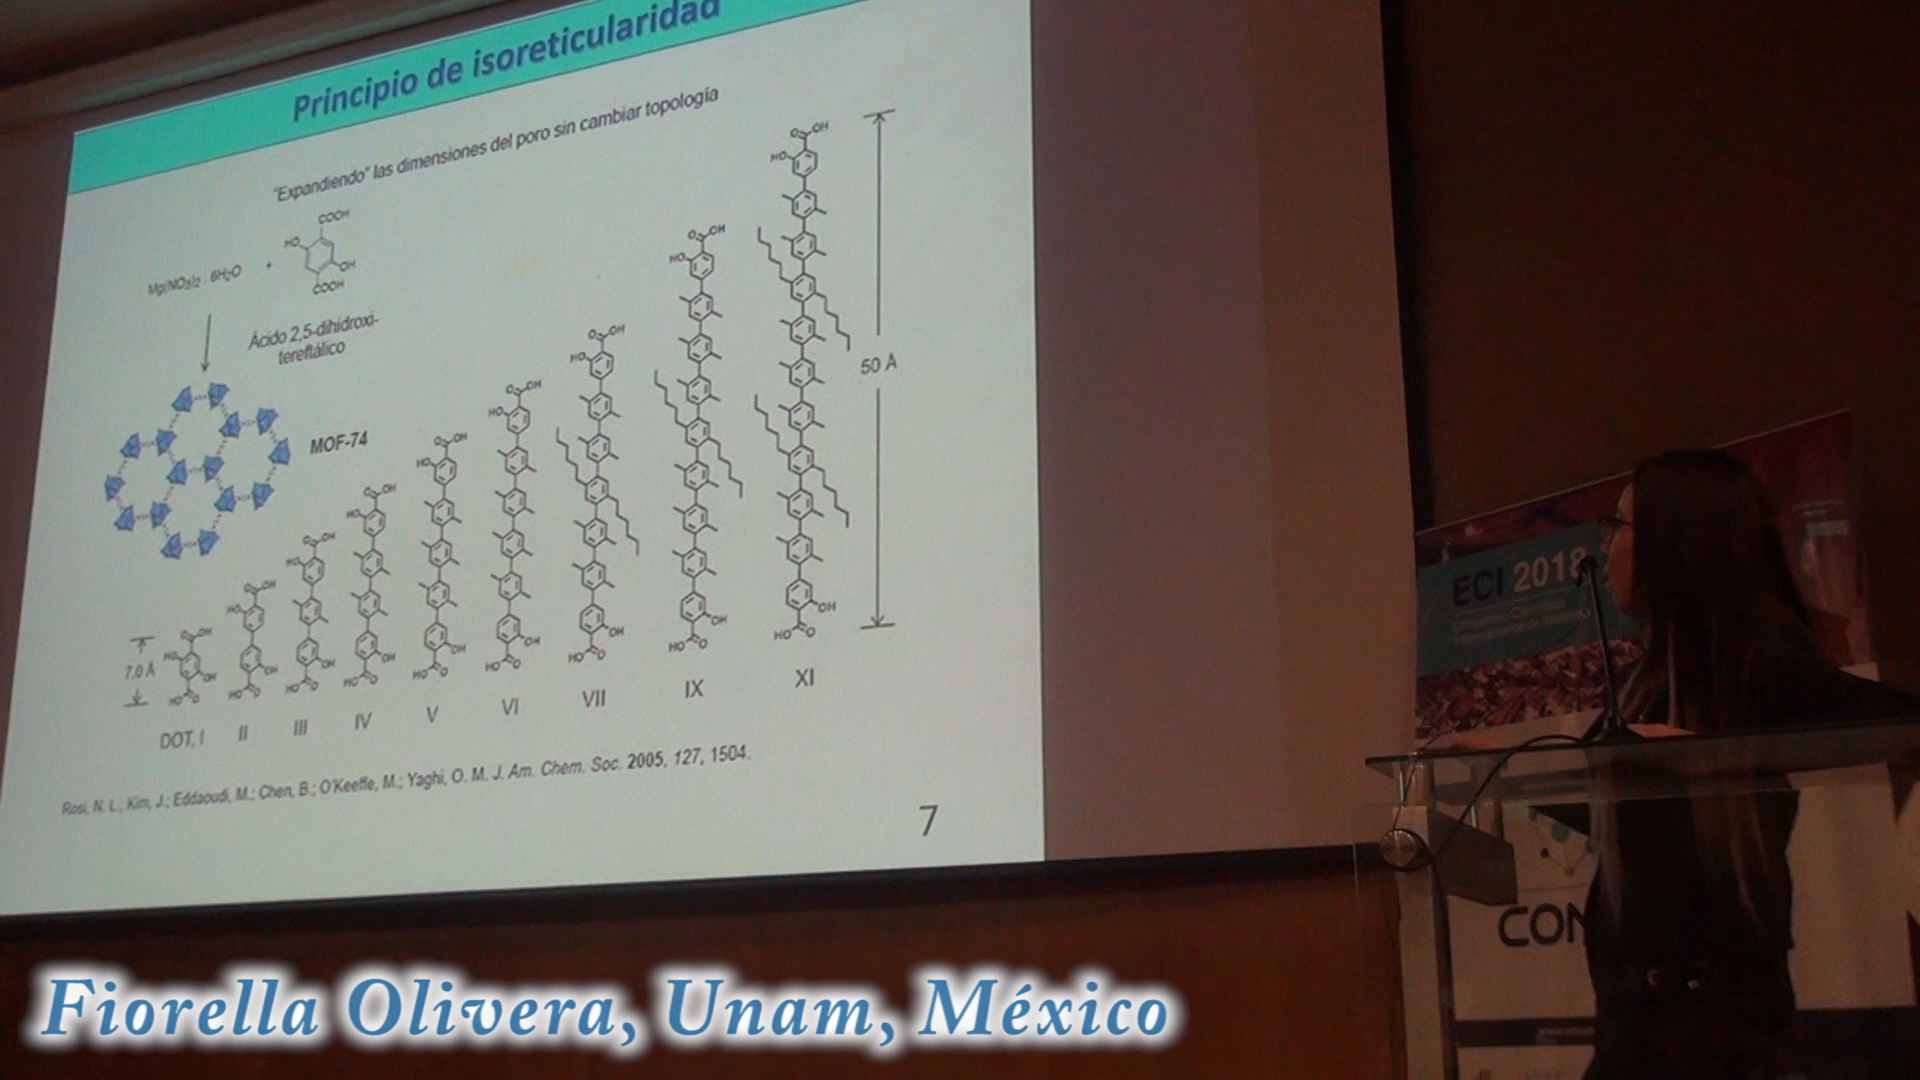 Principio de isoreticularidad
"Expandiendo" las dimensiones del poro sin cambiar topología
COOH
HO
OH
COOH
Mg(NO3)2 . 6H2O +
Ácido 2,5-dihidroxi-
tereftálico
MOF-74
7.0 Å
50 Å
DOT, I II III IV V VI VII IX XI
Rosi, N. L.; Kim, J.; Eddaoudi, M.; Chen, B.; O'Keeffe, M.; Yaghi, O. M. J. Am. Chem. Soc. 2005, 127, 1504.
7
ECI 2018
CON
Fiorella Olivera, Unam, México